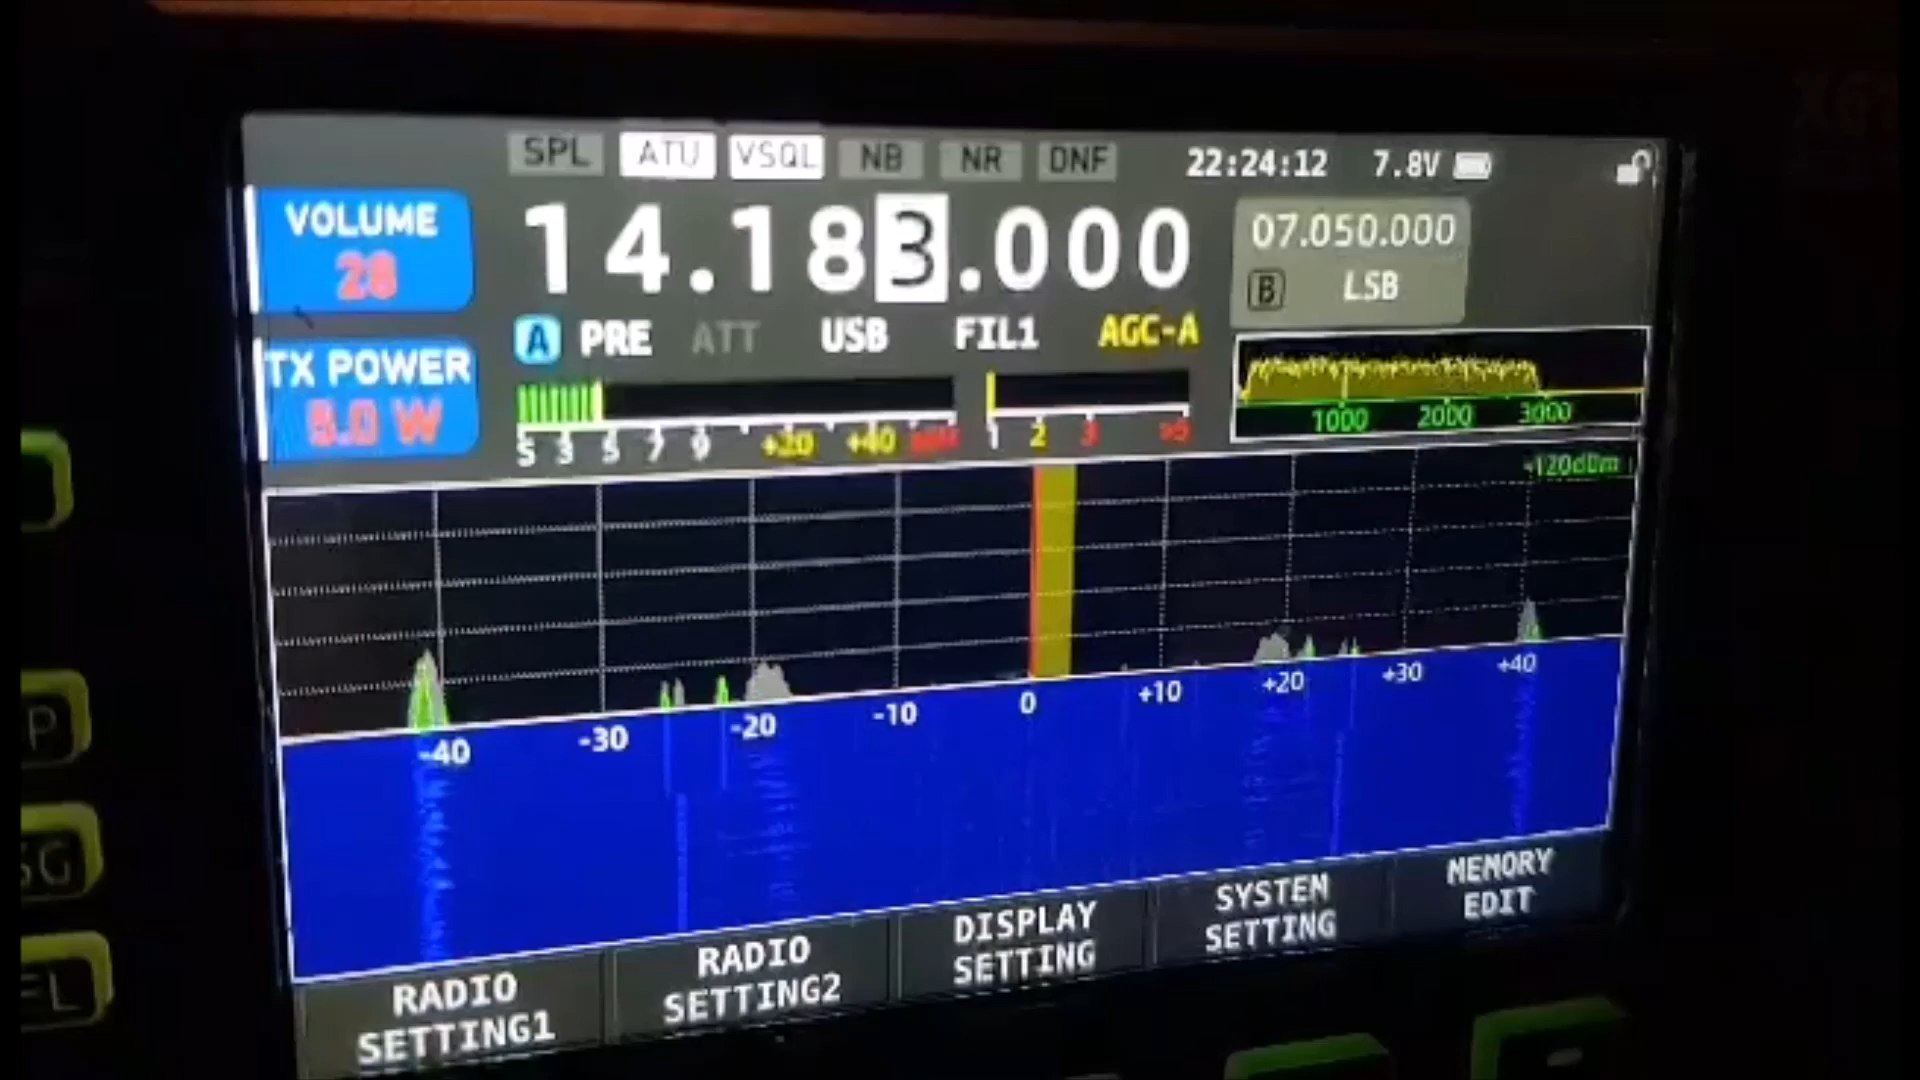 SPL ATU VSQL NB NR DNF 22:24:12 7.8V
VOLUME
28
14.183.000
07.050.000
B LSB
A PRE ATT USB FIL1 AGC-A
TX POWER
5.0 W
S 3 5 7 9 +20 +40
1 2 3
1000 2000 3000
-120dBm
-40 -30 -20 -10 0 +10 +20 +30 +40
RADIO
SETTING1
RADIO
SETTING2
DISPLAY
SETTING
SYSTEM
SETTING
MEMORY
EDIT